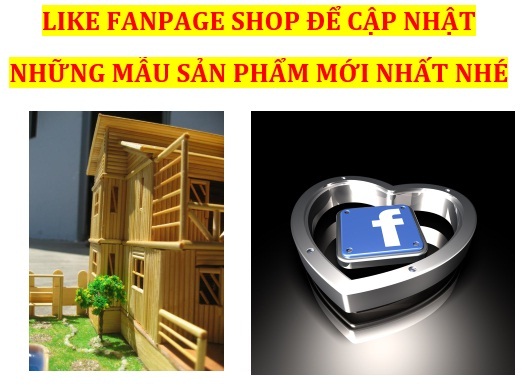 LIKE FANPAGE SHOP ĐỂ CẬP NHẬT
NHỮNG MẪU SẢN PHẨM MỚI NHẤT NHÉ
f